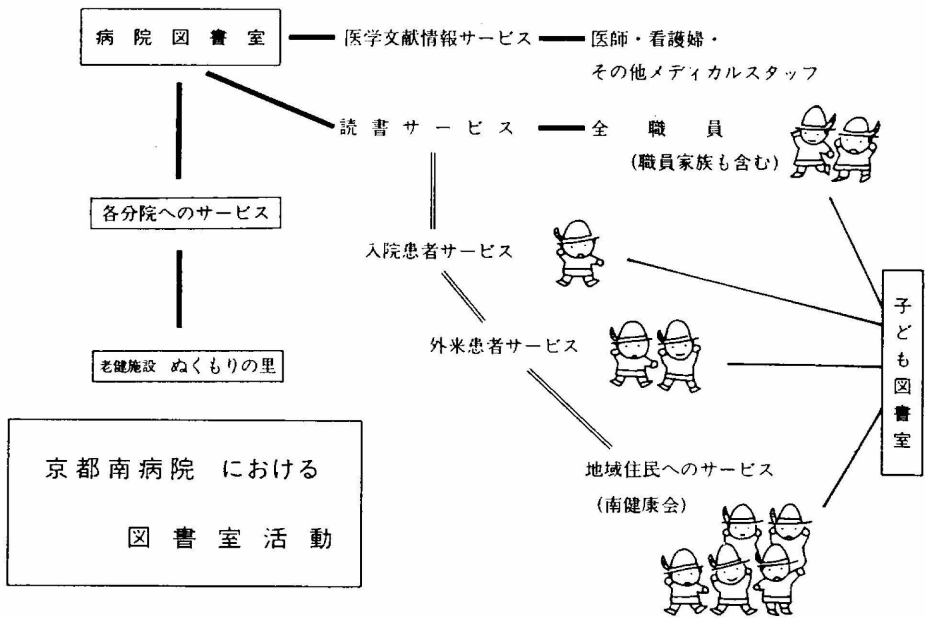 病院図書室
医学文献情報サービス
医師・看護婦・
その他メディカルスタッフ
読書サービス
全職員
(職員家族も含む)
各分院へのサービス
入院患者サービス
外来患者サービス
老健施設 ぬくもりの里
地域住民へのサービス
(南健康会)
子ども図書室
京都南病院 における
図書室活動